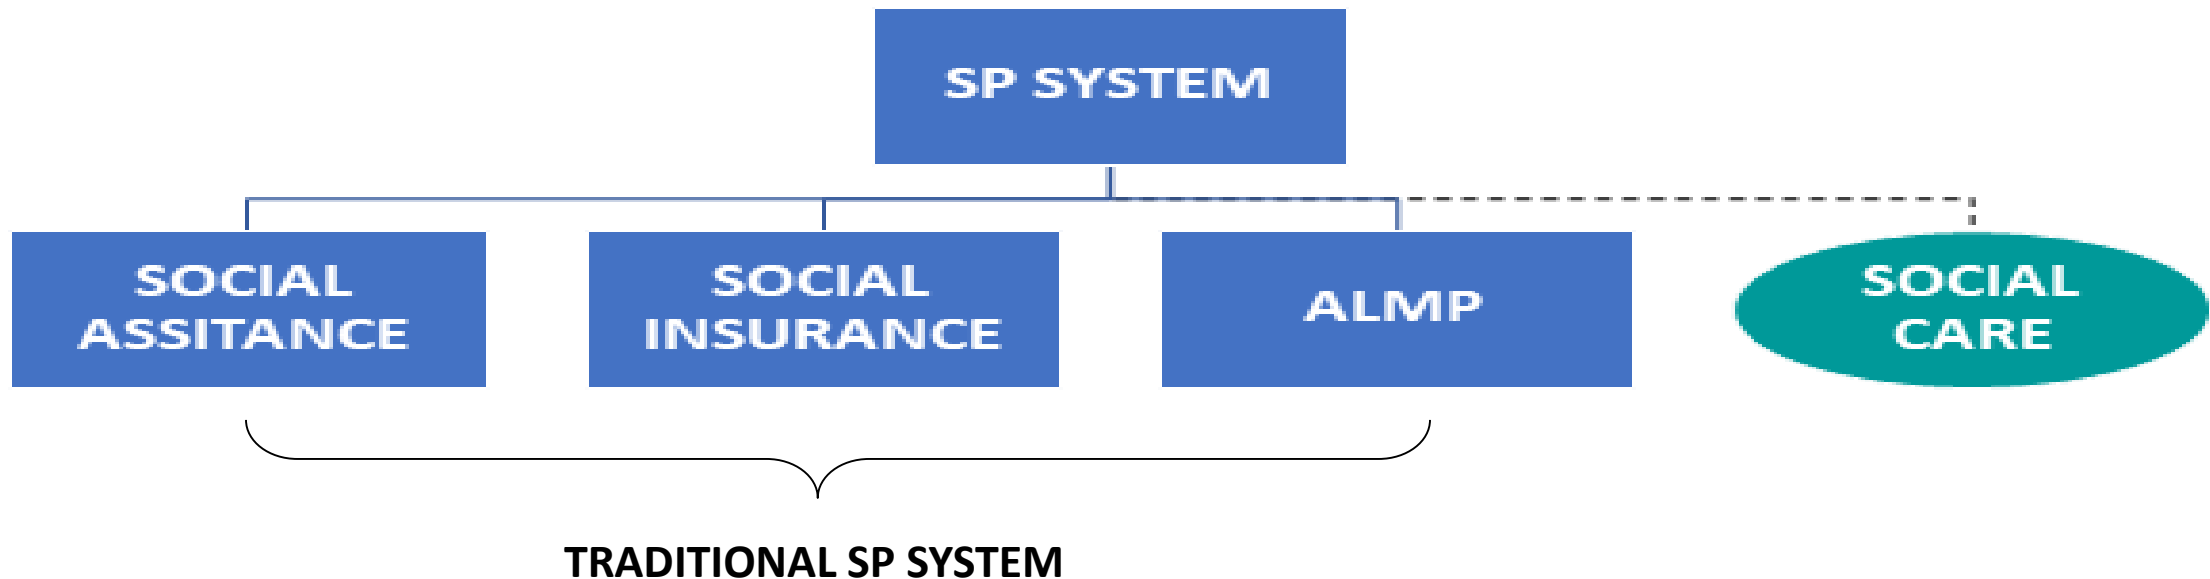 SP SYSTEM
SOCIAL
ASSITANCE
SOCIAL
INSURANCE
ALMP
SOCIAL
CARE
TRADITIONAL SP SYSTEM